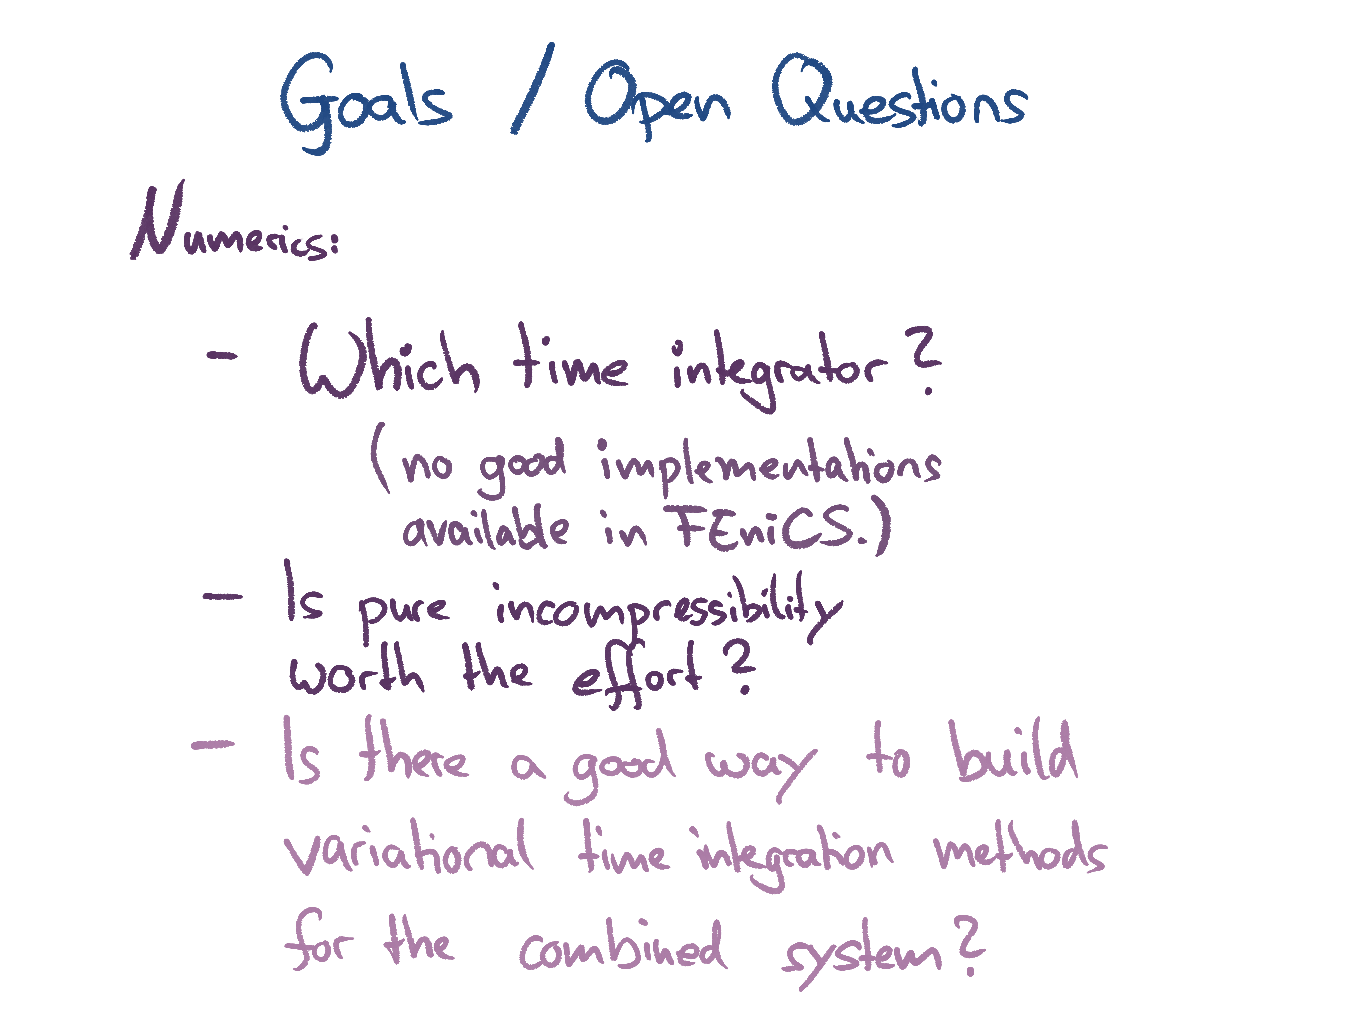 Goals / Open Questions
Numerics:
- Which time integrator?
(no good implementations
available in FEniCS.)
- Is pure incompressibility
worth the effort?
- Is there a good way to build
variational time integration methods
for the combined system?